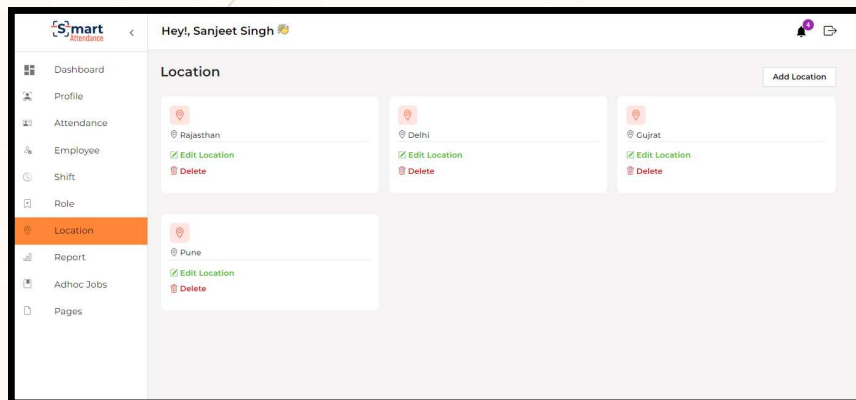 Smart
Attendance
Hey!, Sanjeet Singh 👏
4
Dashboard
Profile
Attendance
Employee
Shift
Role
Location
Report
Adhoc Jobs
Pages
Location
Add Location
Rajasthan
Edit Location
Delete
Delhi
Edit Location
Delete
Gujrat
Edit Location
Delete
Pune
Edit Location
Delete